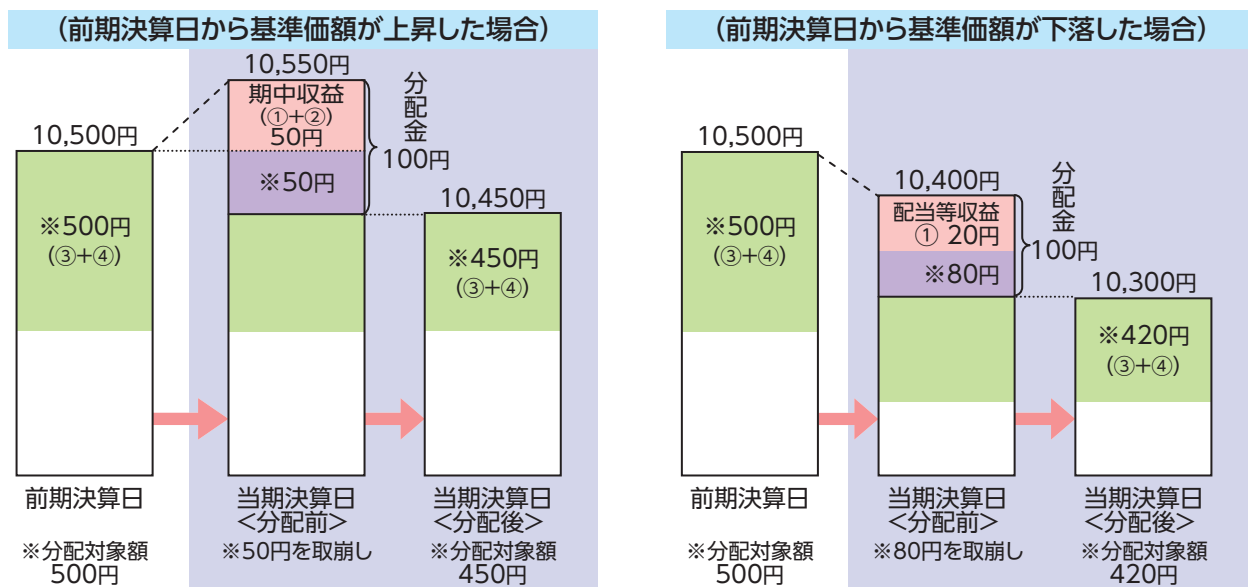 (前期決算日から基準価額が上昇した場合)
10,550円
期中収益
(①+②)
50円
分配金
100円
10,500円
※50円
10,450円
※500円
(③+④)
※450円
(③+④)
前期決算日
当期決算日
<分配前>
当期決算日
<分配後>
※分配対象額
500円
※50円を取崩し
※分配対象額
450円
(前期決算日から基準価額が下落した場合)
10,500円
10,400円
配当等収益
① 20円
分配金
100円
※500円
(③+④)
※80円
10,300円
※420円
(③+④)
前期決算日
当期決算日
<分配前>
当期決算日
<分配後>
※分配対象額
500円
※80円を取崩し
※分配対象額
420円